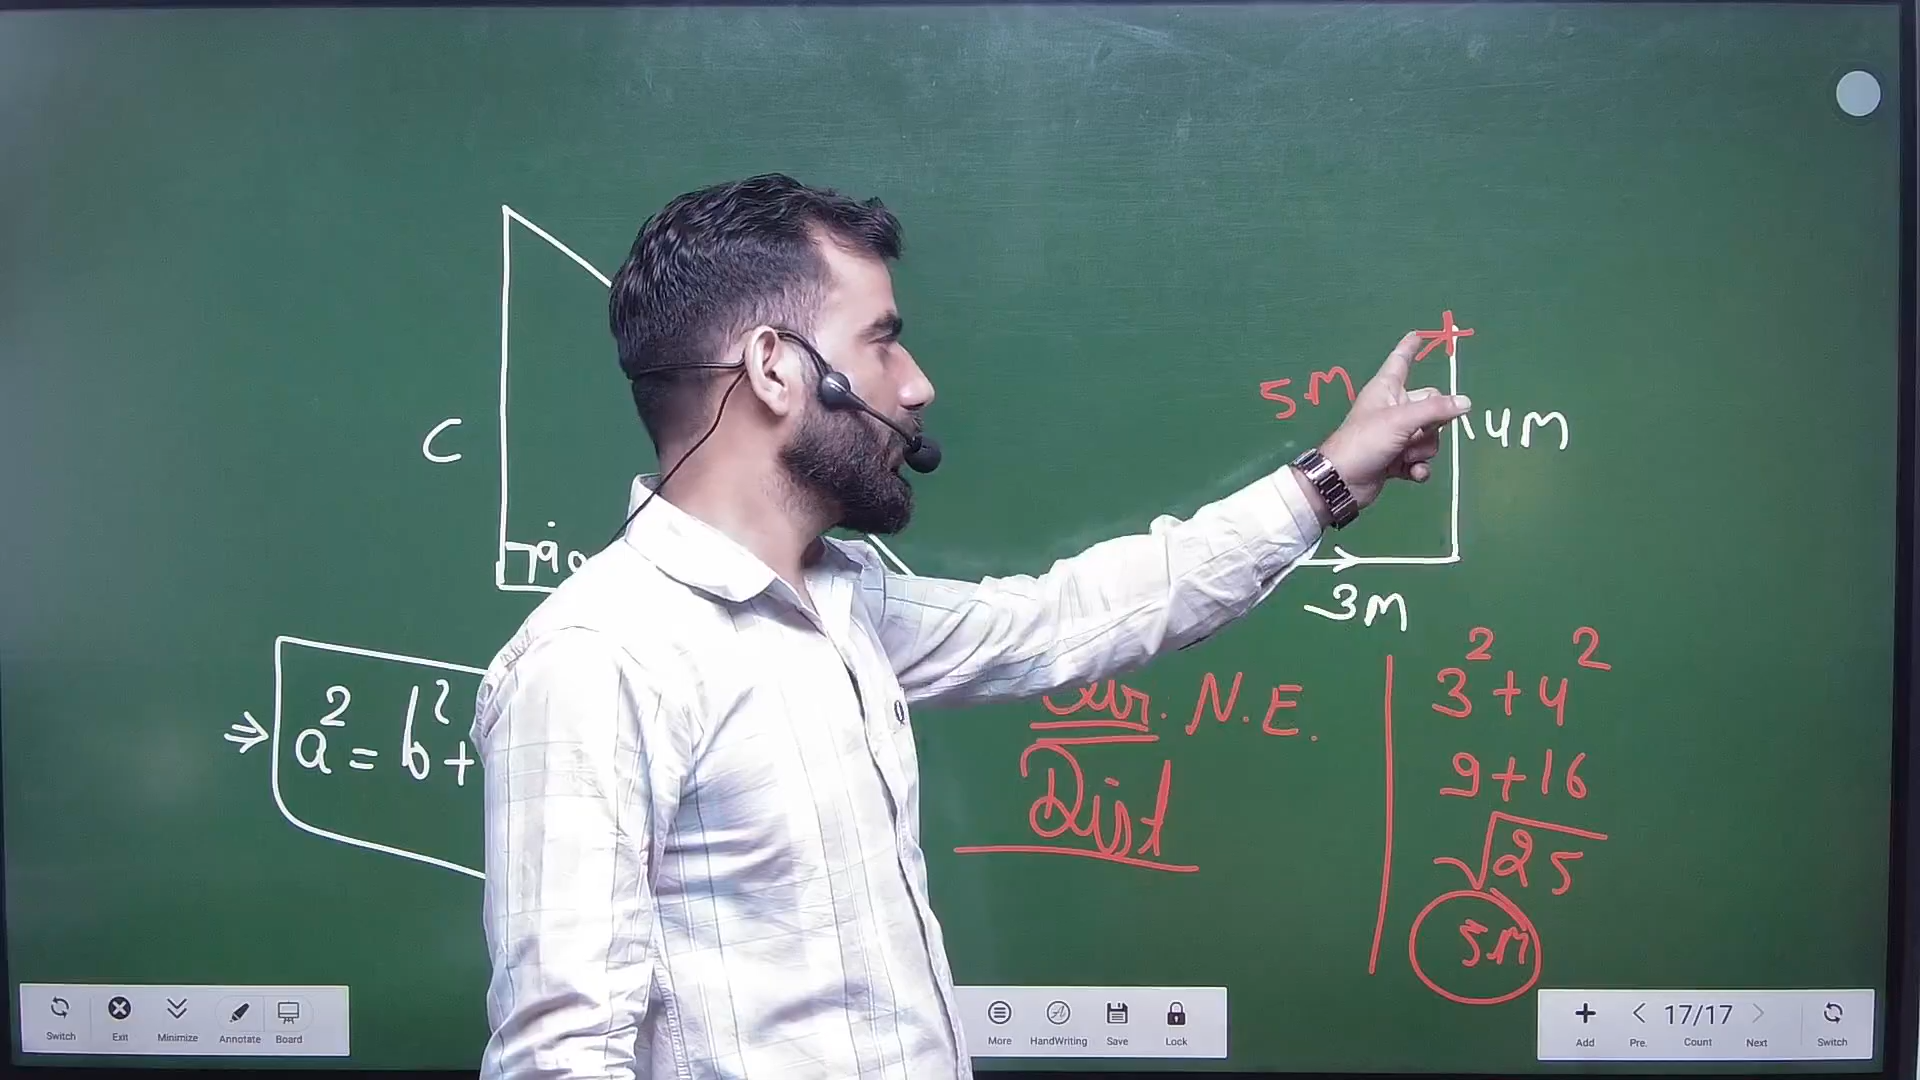 C
90
5M
4M
3M
a² = b² +
Dir. N.E.
Dist
3² + 4²
9 + 16
√25
5M
Switch
Exit
Minimize
Annotate
Board
More
HandWriting
Save
Lock
Add
Pre.
17/17
Count
Next
Switch